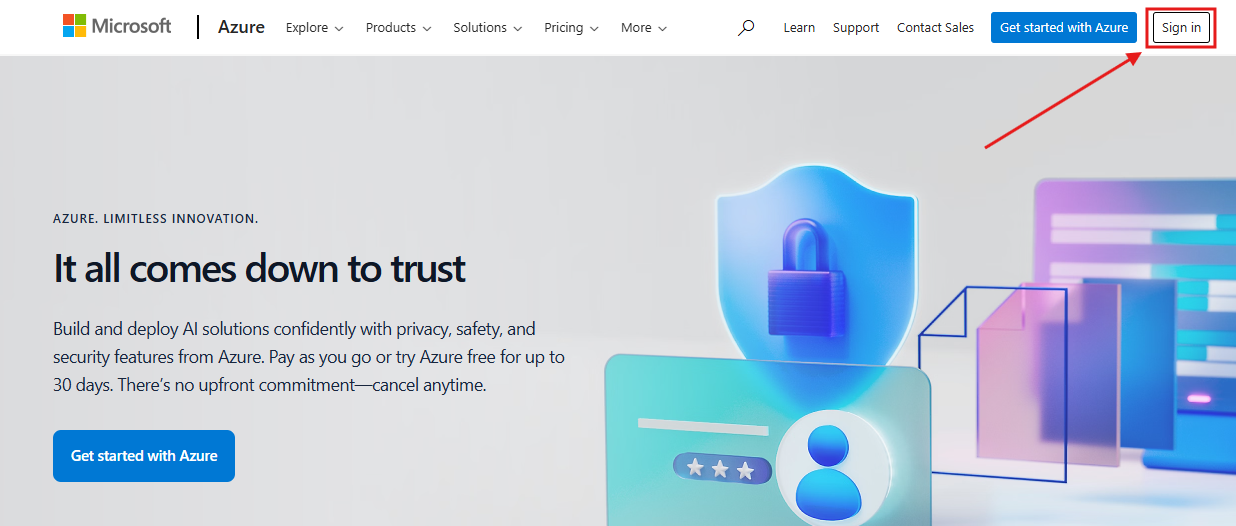 Microsoft Azure Explore Products Solutions Pricing More Learn Support Contact Sales Get started with Azure Sign in
AZURE. LIMITLESS INNOVATION.
It all comes down to trust
Build and deploy AI solutions confidently with privacy, safety, and
security features from Azure. Pay as you go or try Azure free for up to
30 days. There’s no upfront commitment—cancel anytime.
Get started with Azure